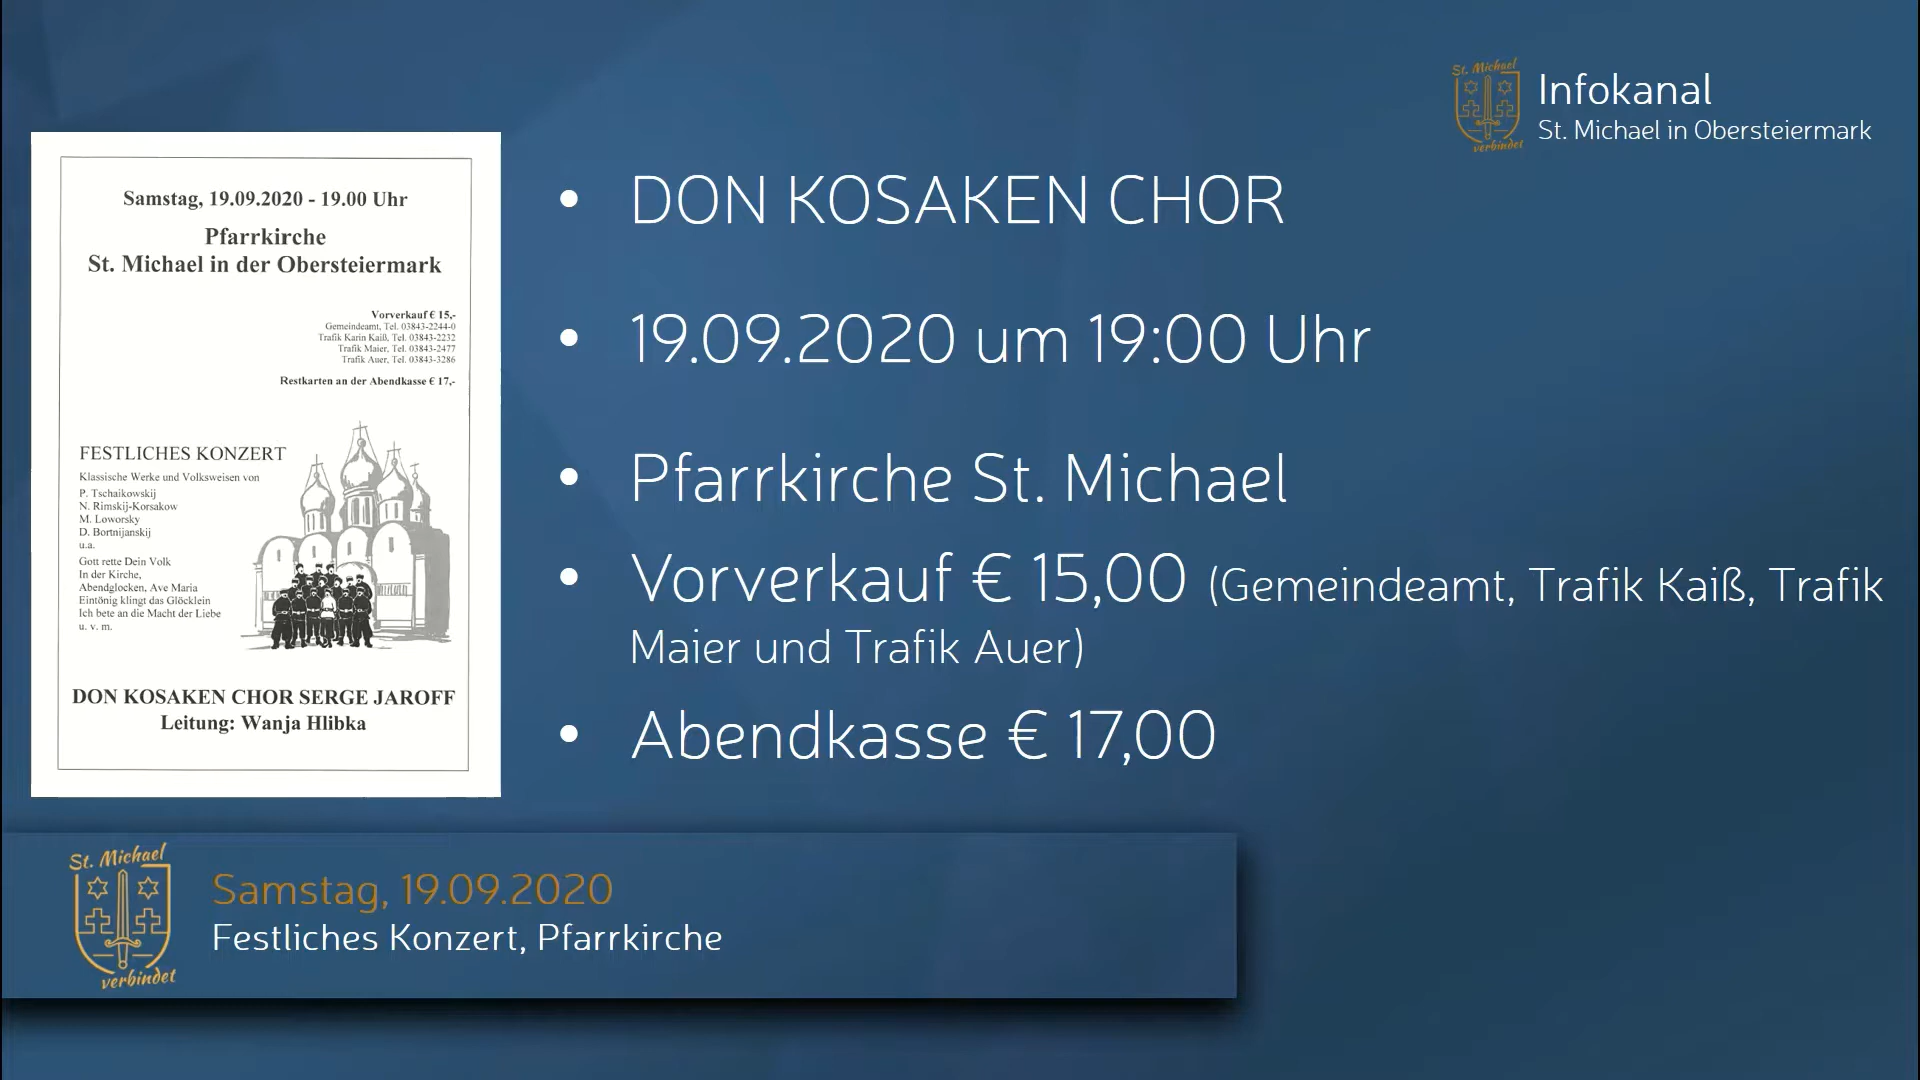 St. Michael
verbindet
Infokanal
St. Michael in Obersteiermark
Samstag, 19.09.2020 - 19.00 Uhr
Pfarrkirche
St. Michael in der Obersteiermark
Vorverkauf € 15,-
Gemeindeamt, Tel. 03843-2244-0
Trafik Karin Kaiß, Tel. 03843-2232
Trafik Maier, Tel. 03843-2477
Trafik Auer, Tel. 03843-3286
Restkarten an der Abendkasse € 17,-
FESTLICHES KONZERT
Klassische Werke und Volksweisen von
P. Tschaikowskij
N. Rimskij-Korsakow
M. Loworsky
D. Bortnijanskij
u.a.
Gott rette Dein Volk
In der Kirche,
Abendglocken, Ave Maria
Eintönig klingt das Glöcklein
Ich bete an die Macht der Liebe
u. v. m.
DON KOSAKEN CHOR SERGE JAROFF
Leitung: Wanja Hlibka
• DON KOSAKEN CHOR
• 19.09.2020 um 19:00 Uhr
• Pfarrkirche St. Michael
• Vorverkauf € 15,00 (Gemeindeamt, Trafik Kaiß, Trafik
Maier und Trafik Auer)
• Abendkasse € 17,00
St. Michael
verbindet
Samstag, 19.09.2020
Festliches Konzert, Pfarrkirche